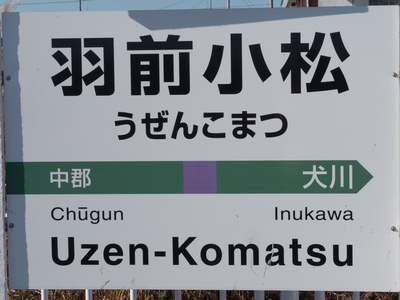 羽前小松
うぜんこまつ
中郡 犬川
Chūgun Inukawa
Uzen-Komatsu